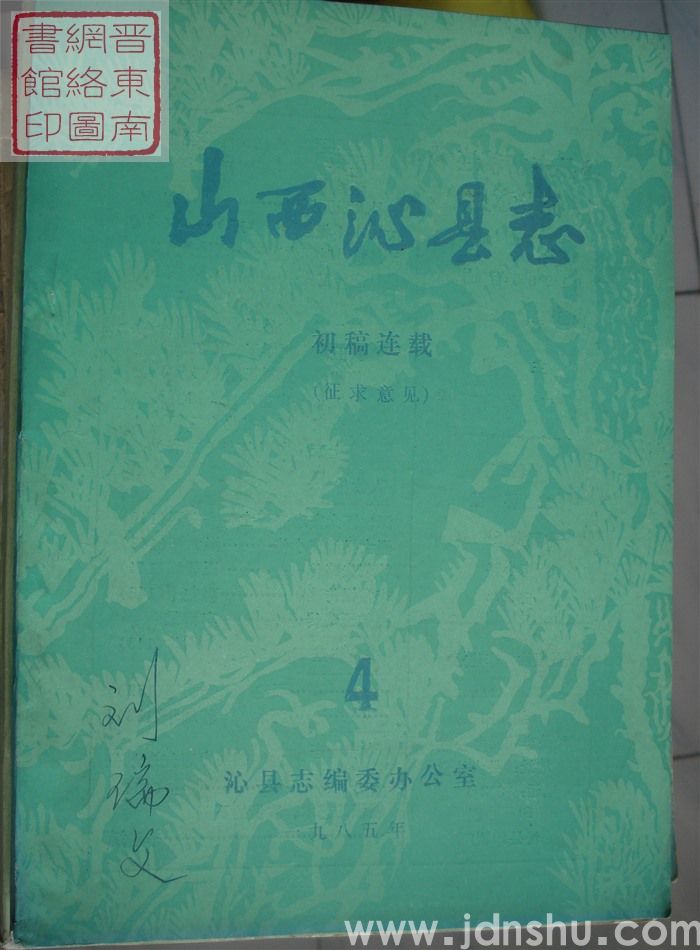 晋東南
網絡圖
書館印
山西沁县志
初稿连载
(征求意见)
4
刘瑞文
沁县志编委办公室
一九八五年
www.jdnshu.com